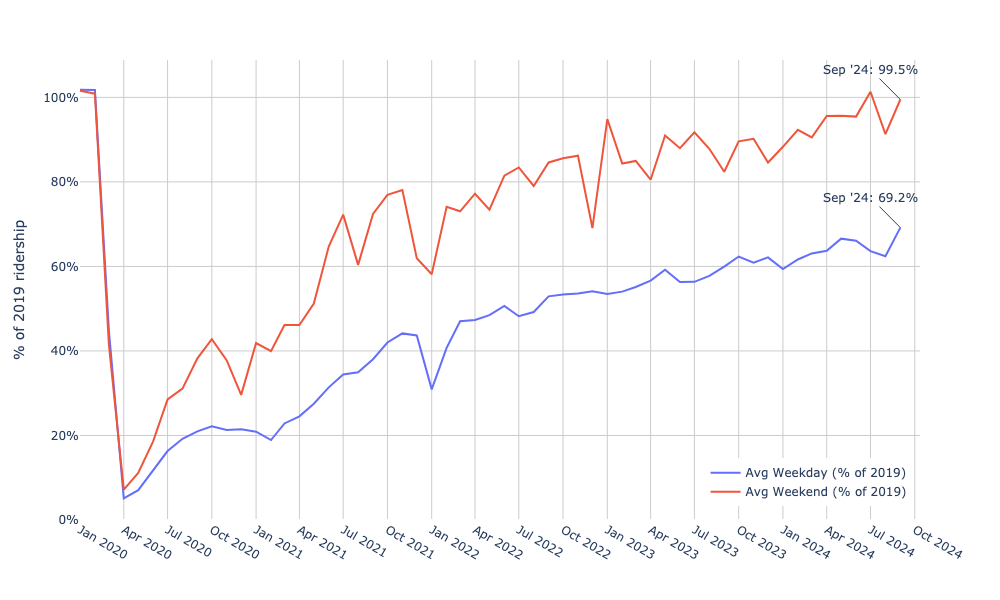 Sep '24: 99.5%
100%
80%
Sep '24: 69.2%
60%
40%
20%
0%
% of 2019 ridership
Avg Weekday (% of 2019)
Avg Weekend (% of 2019)
Jan 2020
Apr 2020
Jul 2020
Oct 2020
Jan 2021
Apr 2021
Jul 2021
Oct 2021
Jan 2022
Apr 2022
Jul 2022
Oct 2022
Jan 2023
Apr 2023
Jul 2023
Oct 2023
Jan 2024
Apr 2024
Jul 2024
Oct 2024